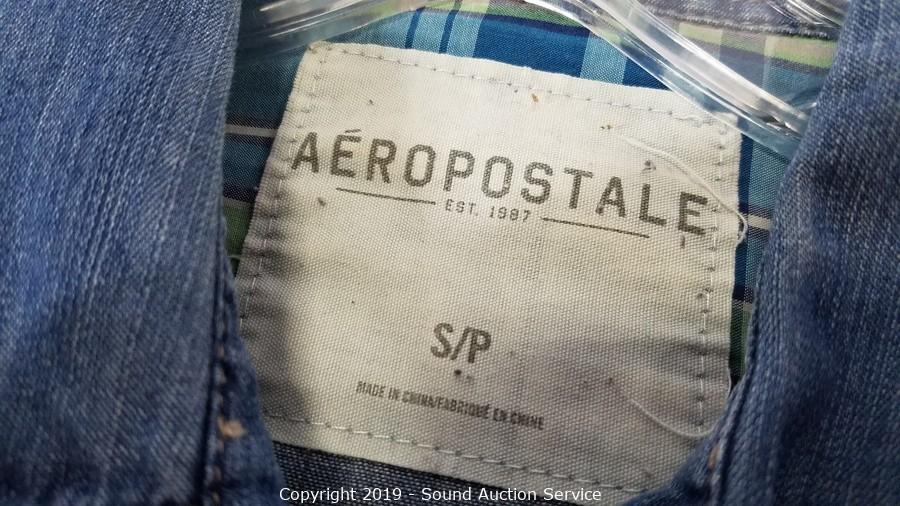 AÉROPOSTALE
EST. 1987
S/P
MADE IN CHINA/FABRIQUÉ EN CHINE
Copyright 2019 - Sound Auction Service